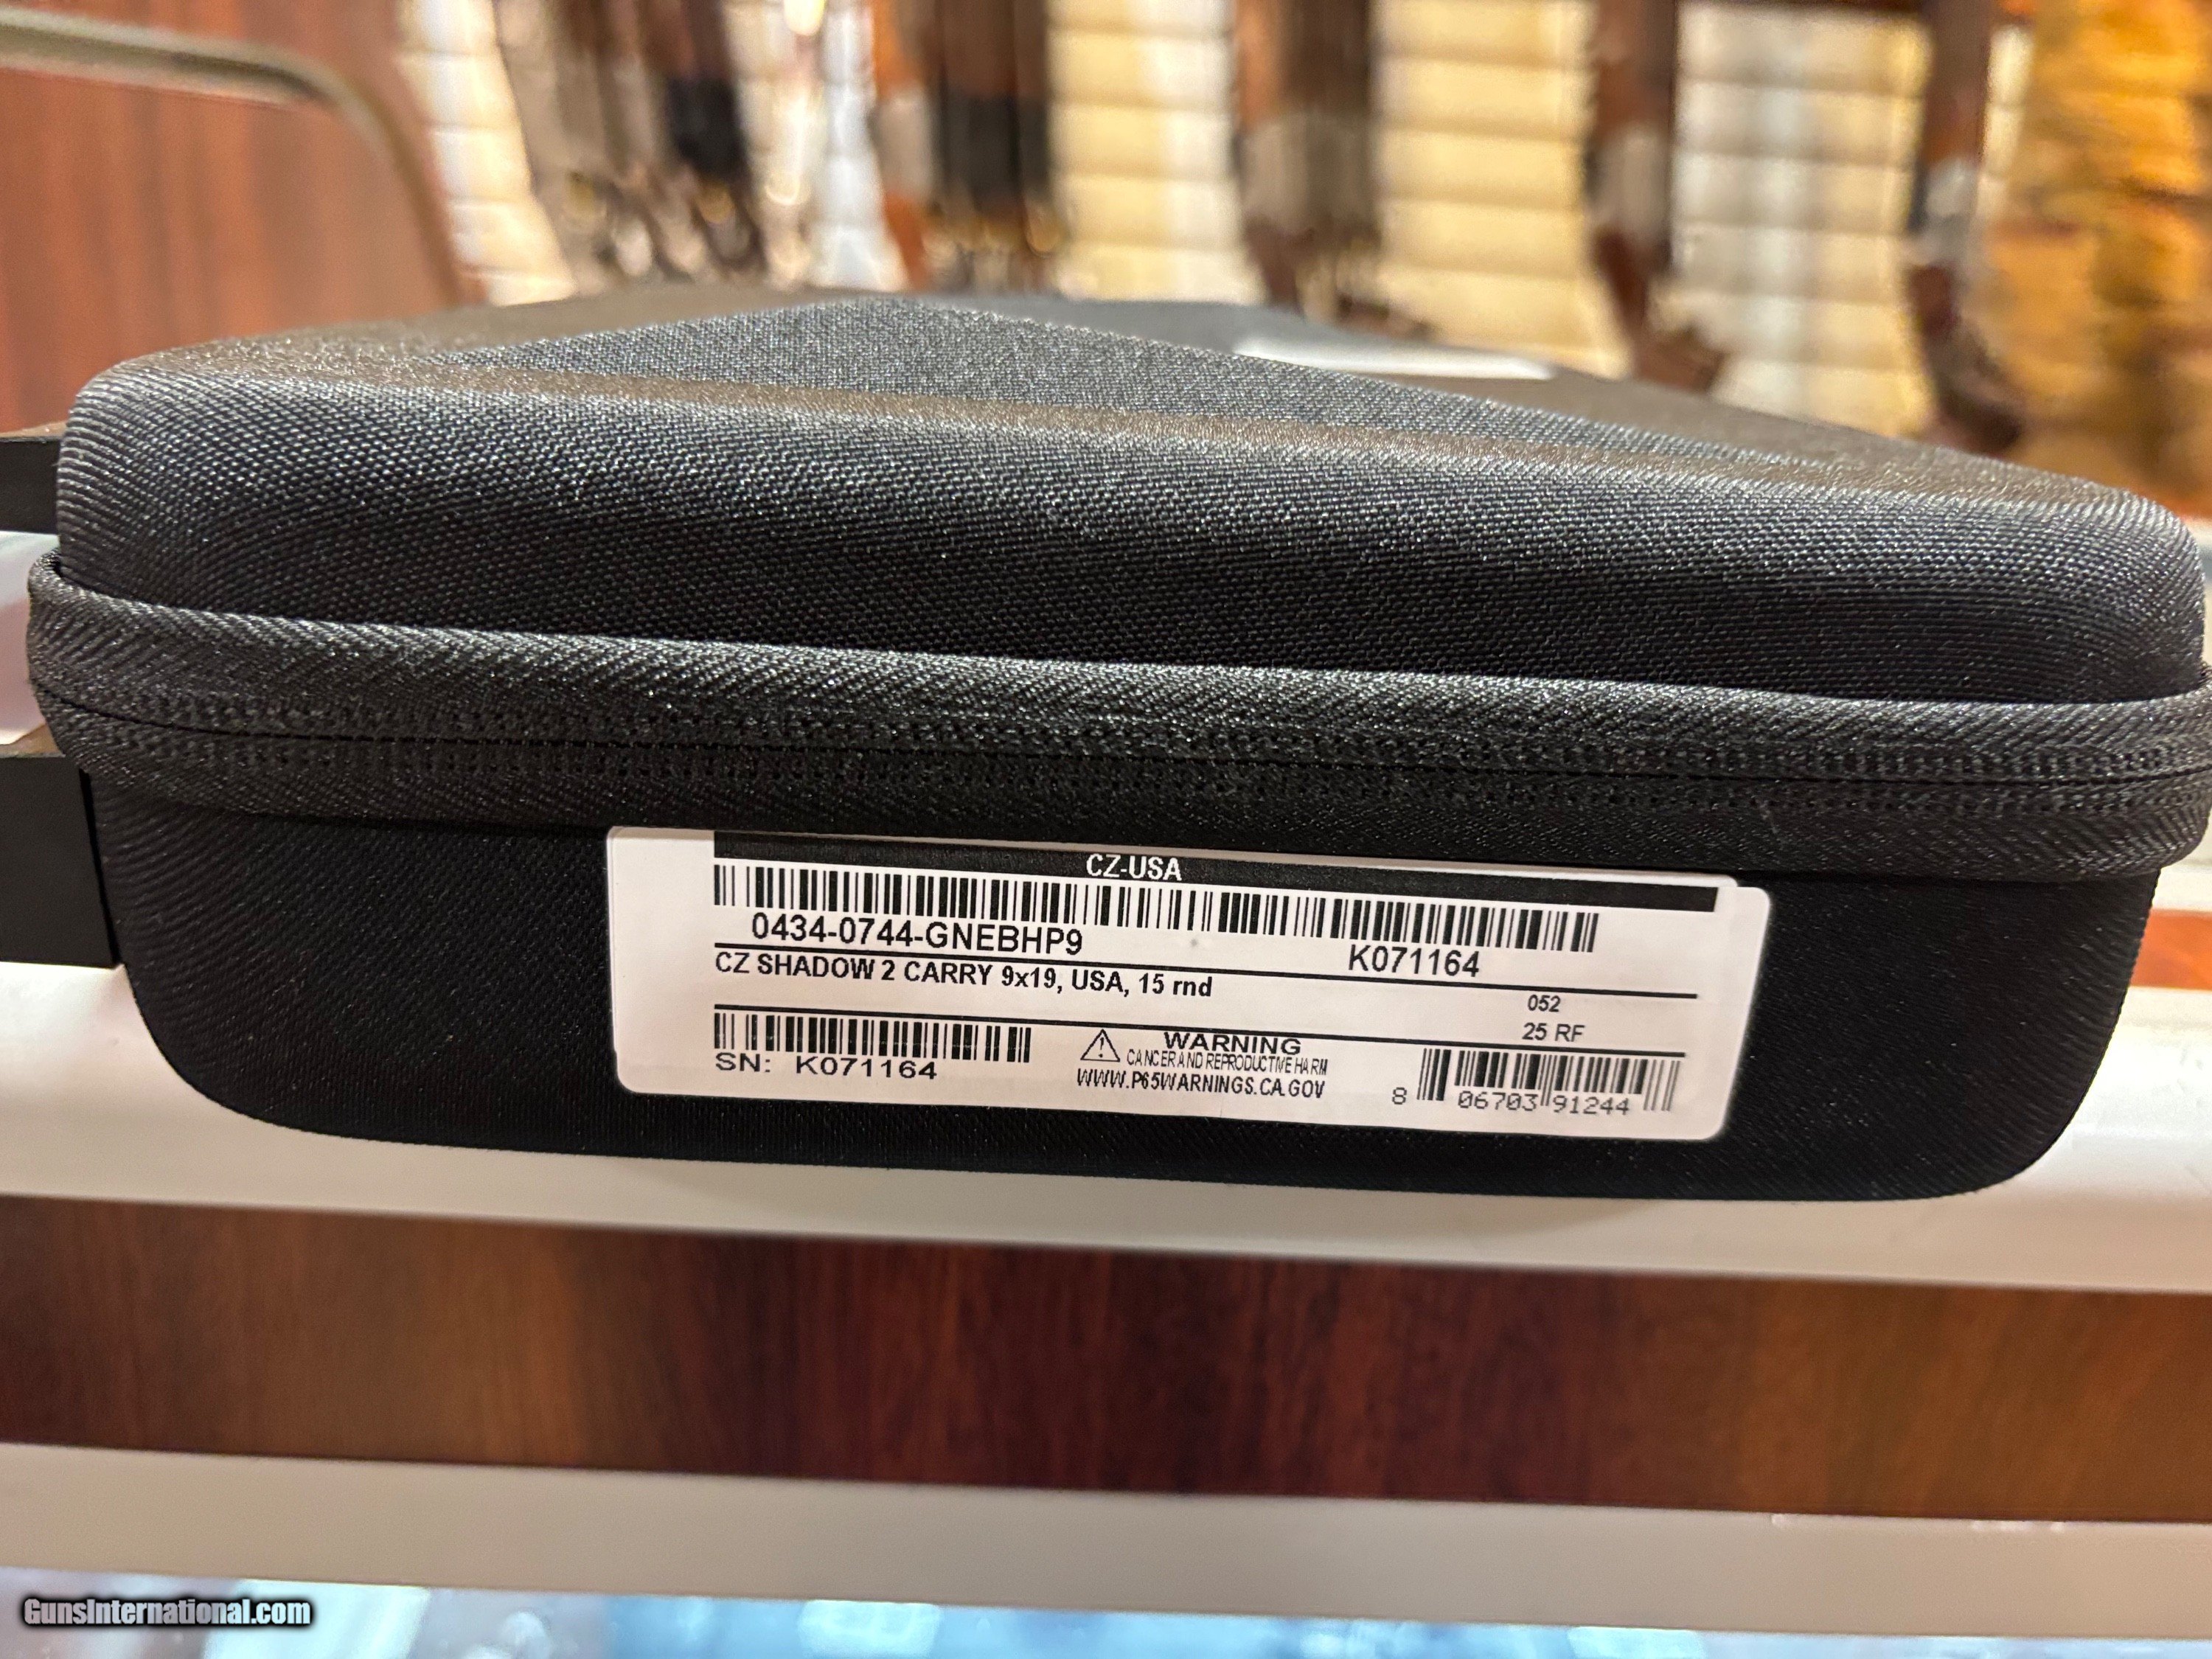 CZ-USA
0434-0744-GNEBHP9 K071164
CZ SHADOW 2 CARRY 9x19, USA, 15 rnd
052
25 RF
SN: K071164
WARNING
CANCER AND REPRODUCTIVE HARM
WWW.P65WARNINGS.CA.GOV
8 06703 91244
GunsInternational.com